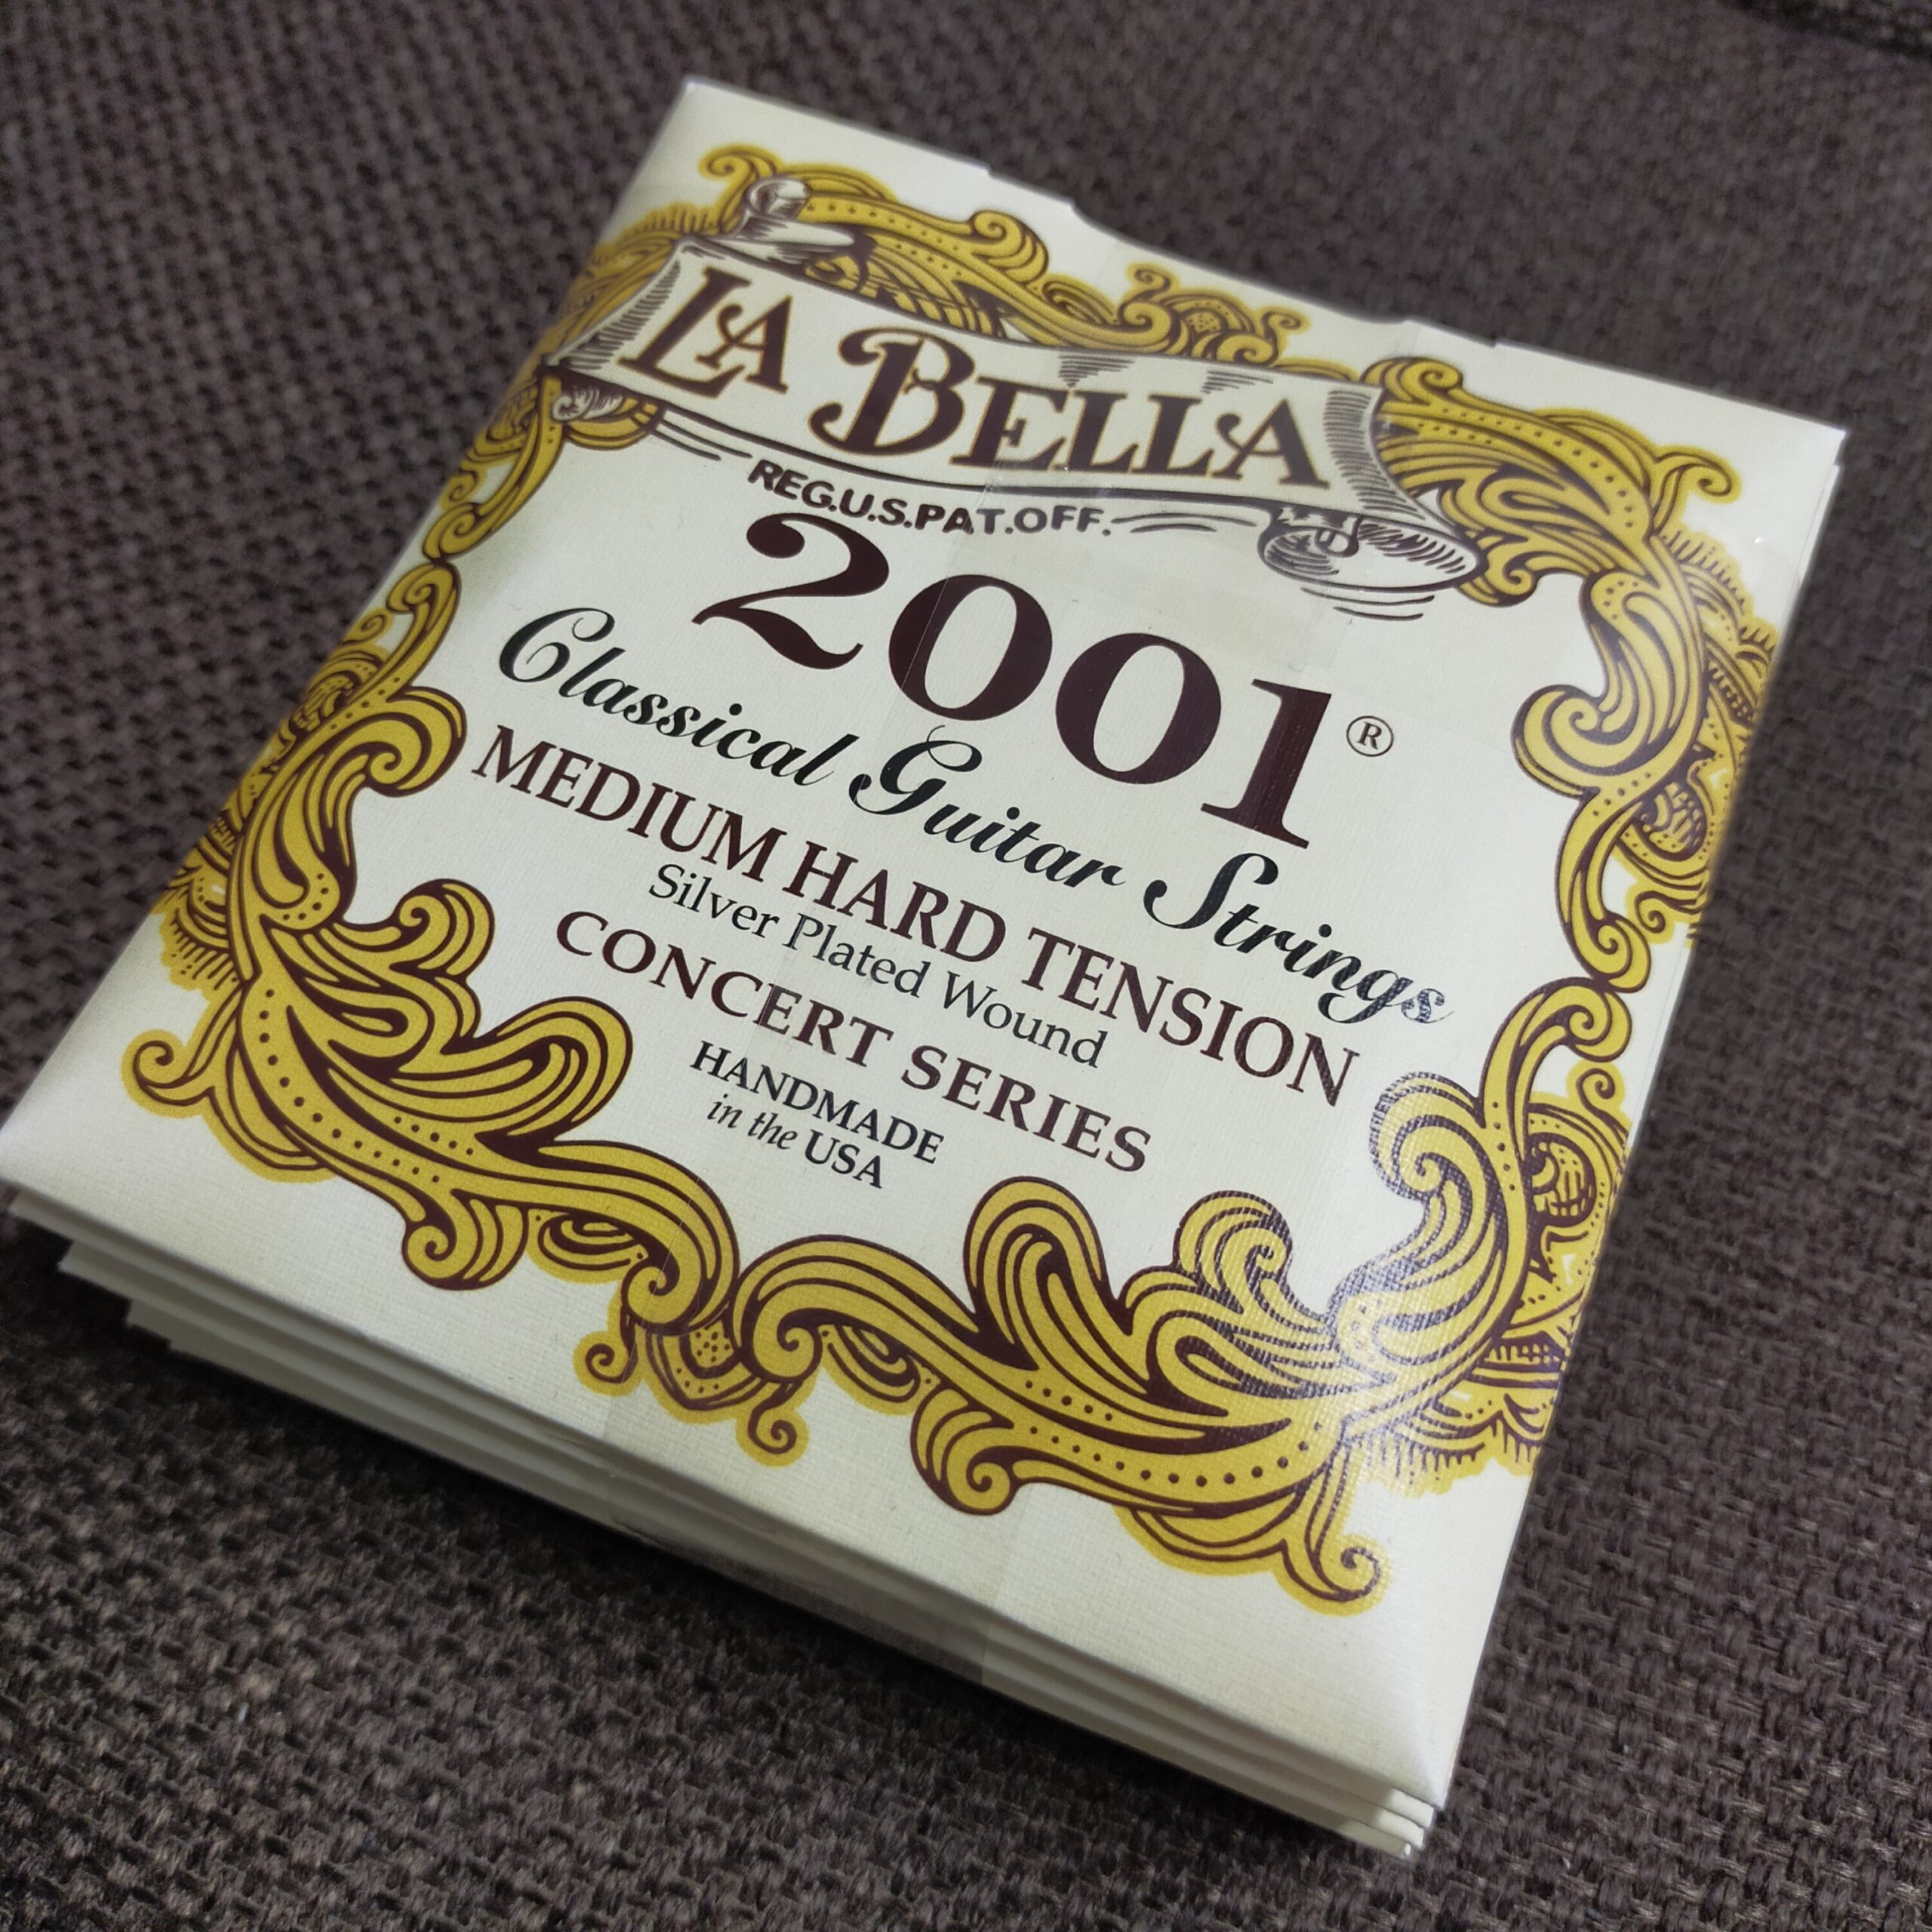 LA BELLA
REG.U.S.PAT.OFF.
2001®
Classical Guitar Strings
MEDIUM HARD TENSION
Silver Plated Wound
CONCERT SERIES
HANDMADE
in the USA